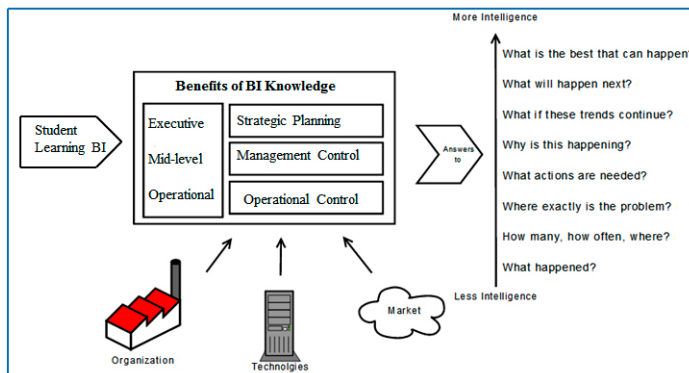 More Intelligence
What is the best that can happen?
What will happen next?
What if these trends continue?
Why is this happening?
What actions are needed?
Where exactly is the problem?
How many, how often, where?
What happened?
Less Intelligence
Answers
to
Benefits of BI Knowledge
Executive
Mid-level
Operational
Strategic Planning
Management Control
Operational Control
Student
Learning BI
Organization
Technolgies
Market